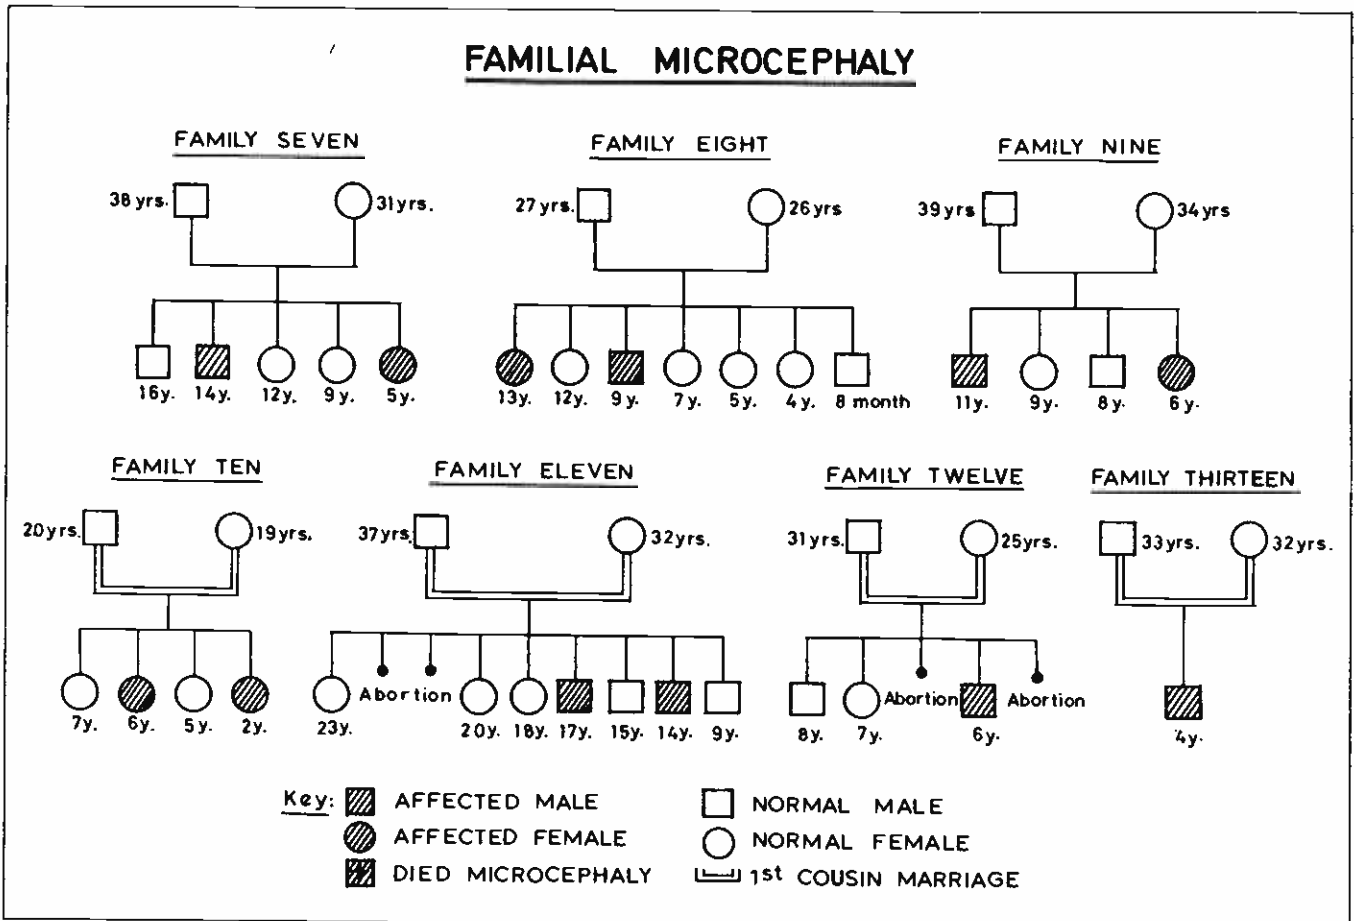 FAMILIAL MICROCEPHALY
FAMILY SEVEN
FAMILY EIGHT
FAMILY NINE
38 yrs. 31 yrs. 27 yrs. 26 yrs 39 yrs 34 yrs
16y. 14y. 12y. 9y. 5y. 13y. 12y. 9y. 7y. 5y. 4y. 8 month 11y. 9y. 8y. 6y.
FAMILY TEN
FAMILY ELEVEN
FAMILY TWELVE
FAMILY THIRTEEN
20 yrs. 19 yrs. 37 yrs. 32 yrs. 31 yrs. 25 yrs. 33 yrs. 32 yrs.
Abortion Abortion Abortion
7y. 6y. 5y. 2y. 23y. 20y. 18y. 17y. 15y. 14y. 9y. 8y. 7y. 6y. 4y.
Key: AFFECTED MALE NORMAL MALE
AFFECTED FEMALE NORMAL FEMALE
DIED MICROCEPHALY 1st COUSIN MARRIAGE